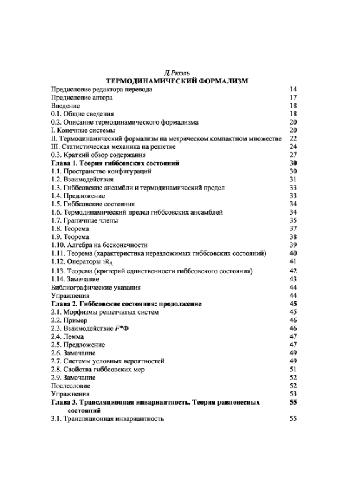 Д.Рюэль
ТЕРМОДИНАМИЧЕСКИЙ ФОРМАЛИЗМ
Предисловие редактора перевода 14
Предисловие автора 17
Введение 18
0.1. Общие сведения 18
0.2. Описание термодинамического формализма 20
I. Конечные системы 20
II. Термодинамический формализм на метрическом компактном множестве 22
III. Статистическая механика на решетке 24
0.3. Краткий обзор содержания 27
Глава 1. Теория гиббсовских состояний 30
1.1. Пространство конфигураций 30
1.2. Взаимодействия 31
1.3. Гиббсовские ансамбли и термодинамический предел 33
1.4. Предложение 33
1.5. Гиббсовские состояния 34
1.6. Термодинамический предел гиббсовских ансамблей 34
1.7. Граничные члены 35
1.8. Теорема 37
1.9. Теорема 38
1.10. Алгебра на бесконечности 39
1.11. Теорема (характеристика неразложимых гиббсовских состояний) 40
1.12. Операторы 41
1.13. Теорема (критерий единственности гиббсовского состояния) 42
1.14. Замечание 43
Библиографические указания 44
Упражнения 44
Глава 2. Гиббсовские состояния: продолжение 45
2.1. Морфизмы решетчатых систем 45
2.2. Пример 46
2.3. Взаимодействие F*Φ 46
2.4. Лемма 47
2.5. Предложение 47
2.6. Замечание 49
2.7. Системы условных вероятностей 49
2.8. Свойства гиббсовских мер 51
2.9. Замечание 52
Послесловие 52
Упражнения 53
Глава 3. Трансляционная инвариантность. Теория равновесных 55
состояний
3.1. Трансляционная инвариантность 55